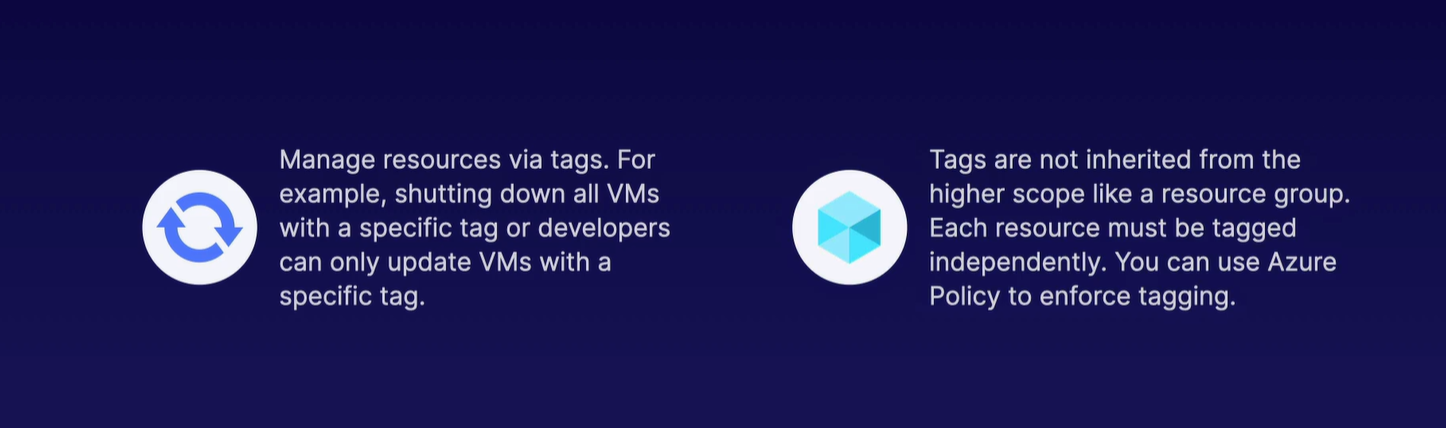 Manage resources via tags. For
example, shutting down all VMs
with a specific tag or developers
can only update VMs with a
specific tag.
Tags are not inherited from the
higher scope like a resource group.
Each resource must be tagged
independently. You can use Azure
Policy to enforce tagging.